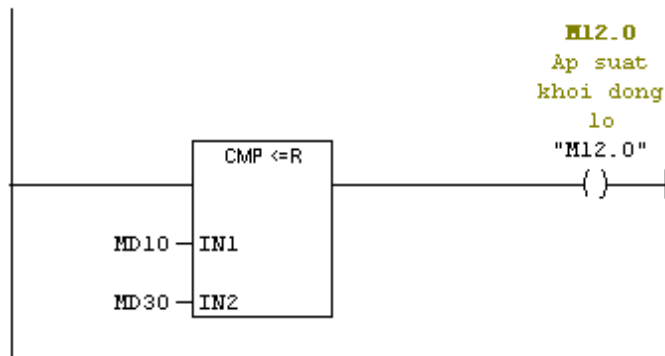 M12.0
Ap suat
khoi dong
lo
"M12.0"
CMP <=R
MD10
IN1
MD30
IN2